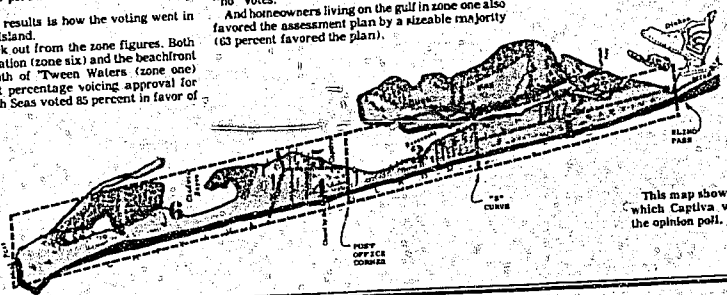 results is how the voting went in
Island.
k out from the zone figures. Both
ation (zone six) and the beachfront
th of 'Tween Waters (zone one)
t percentage voicing approval for
h Seas voted 85 percent in favor of
no votes.
And homeowners living on the gulf in zone one also
favored the assessment plan by a sizeable majority
(63 percent favored the plan).
BLIND
PASS
"S"
CURVE
POST
OFFICE
CORNER
This map show
which Captiva v
the opinion poll.